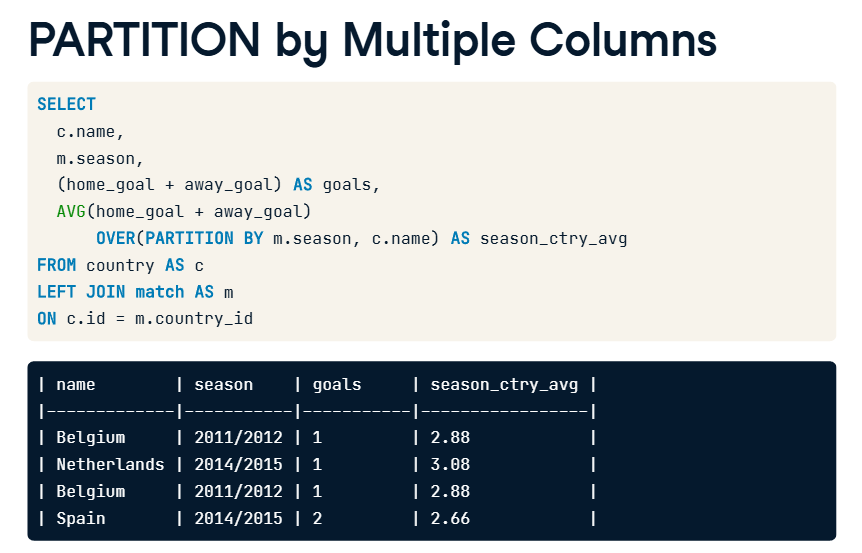 PARTITION by Multiple Columns
SELECT
  c.name,
  m.season,
  (home_goal + away_goal) AS goals,
  AVG(home_goal + away_goal)
      OVER(PARTITION BY m.season, c.name) AS season_ctry_avg
FROM country AS c
LEFT JOIN match AS m
ON c.id = m.country_id
| name        | season    | goals     | season_ctry_avg |
|-------------|-----------|-----------|-----------------|
| Belgium     | 2011/2012 | 1         | 2.88            |
| Netherlands | 2014/2015 | 1         | 3.08            |
| Belgium     | 2011/2012 | 1         | 2.88            |
| Spain       | 2014/2015 | 2         | 2.66            |